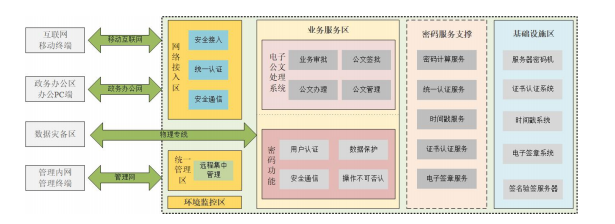 互联网
移动终端
移动互联网
政务办公区
办公PC端
政务办公网
数据灾备区
物理专线
管理内网
管理终端
管理网
网络接入区
安全接入
统一认证
安全通信
统一管理区
远程集中
管理
环境监控区
业务服务区
电子
公文
处理
系统
业务审批
公文签批
公文办理
公文管理
密码功能
用户认证
数据保护
安全通信
操作不可否认
密码服务支撑
密码计算服务
统一认证服务
时间戳服务
证书认证服务
电子签章服务
基础设施区
服务器密码机
证书认证系统
时间戳系统
电子签章系统
签名验签服务器